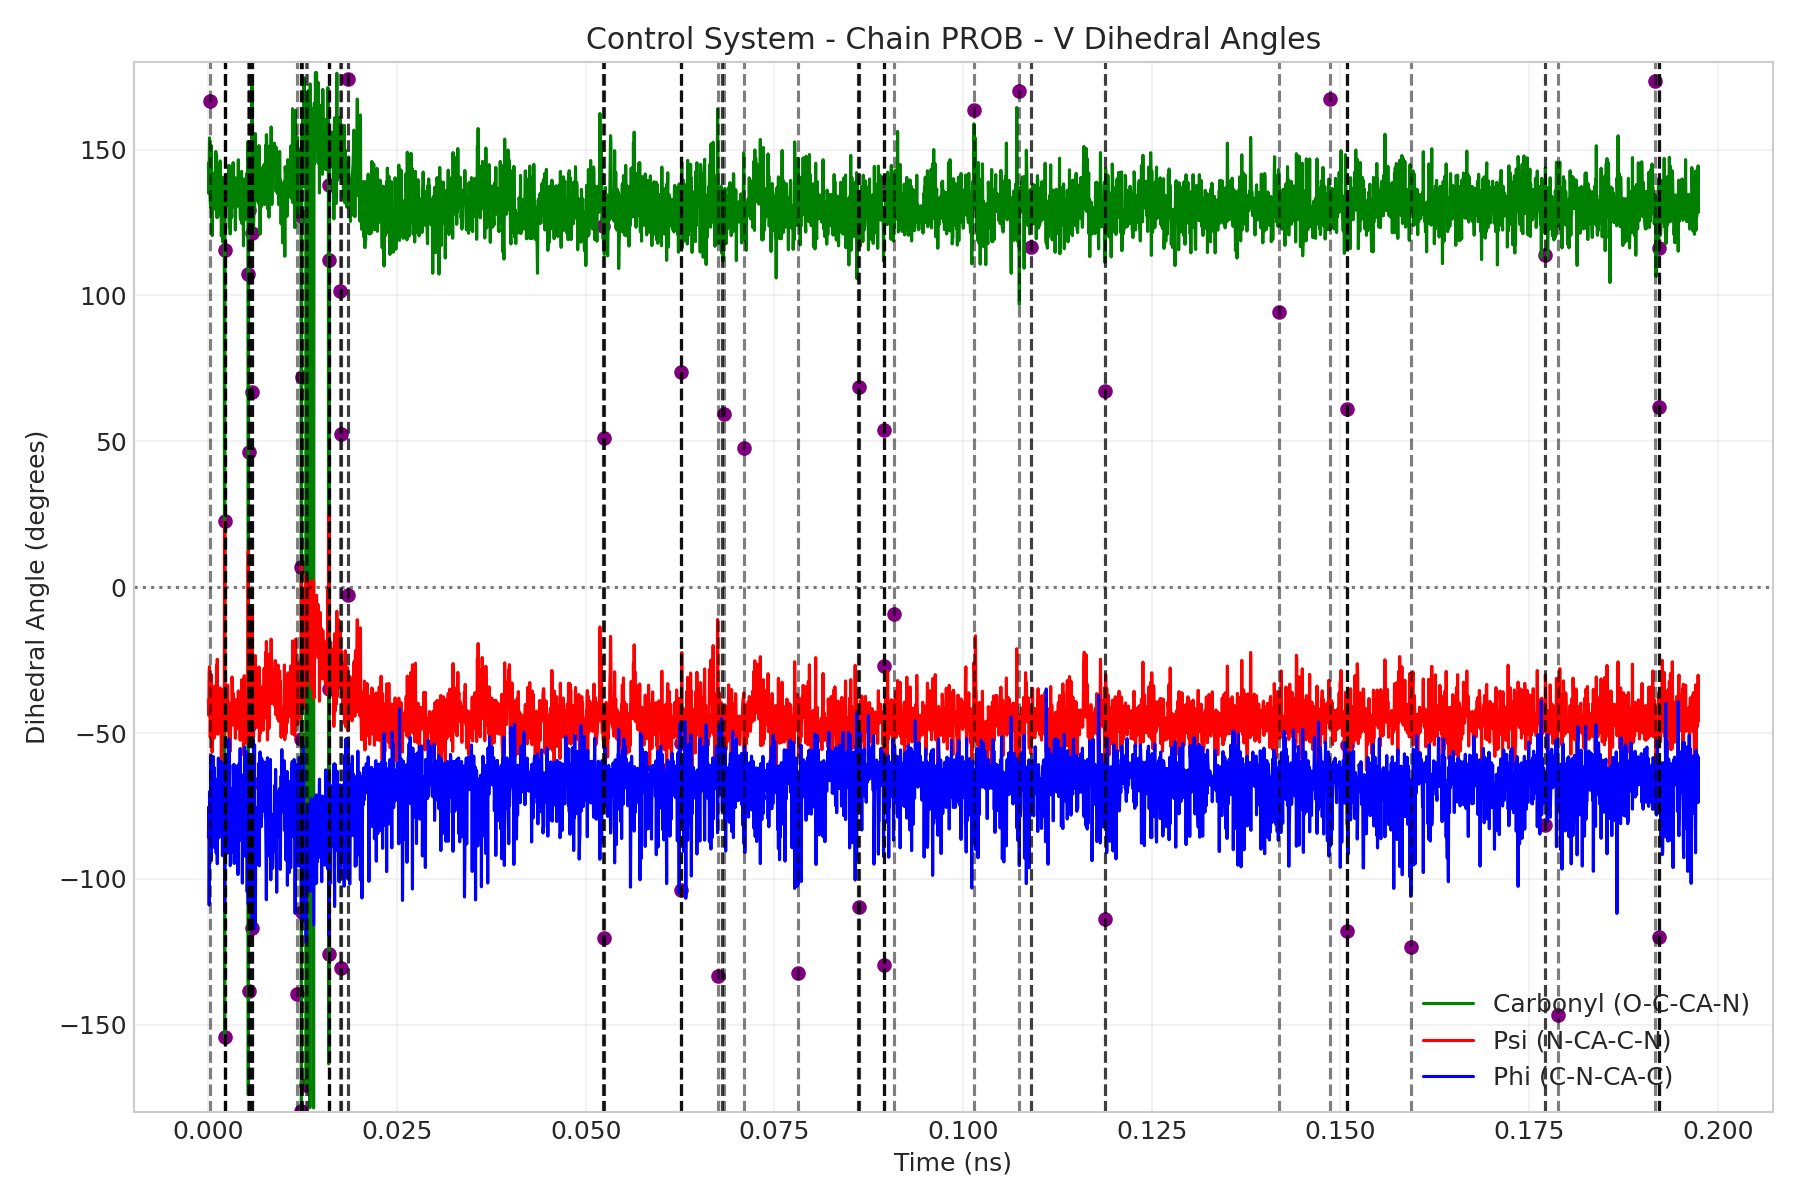 Control System - Chain PROB - V Dihedral Angles
Dihedral Angle (degrees)
150
100
50
0
−50
−100
−150
Carbonyl (O-C-CA-N)
Psi (N-CA-C-N)
Phi (C-N-CA-C)
0.000 0.025 0.050 0.075 0.100 0.125 0.150 0.175 0.200
Time (ns)